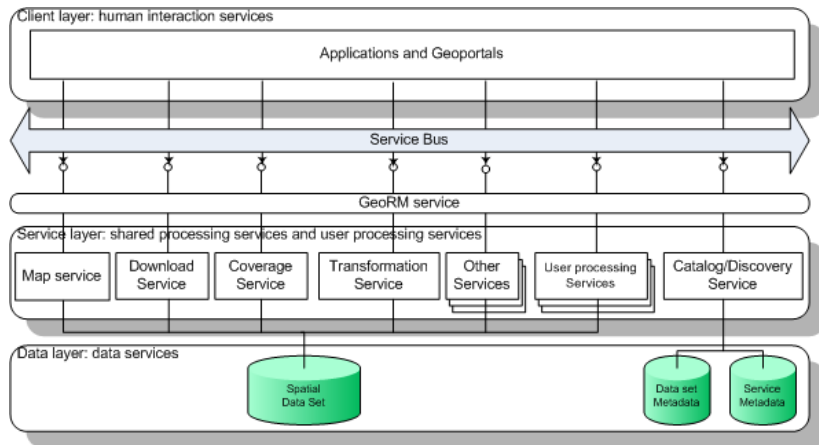 Client layer: human interaction services
Applications and Geoportals
Service Bus
GeoRM service
Service layer: shared processing services and user processing services
Map service
Download
Service
Coverage
Service
Transformation
Service
Other
Services
User processing
Services
Catalog/Discovery
Service
Data layer: data services
Spatial
Data Set
Data set
Metadata
Service
Metadata